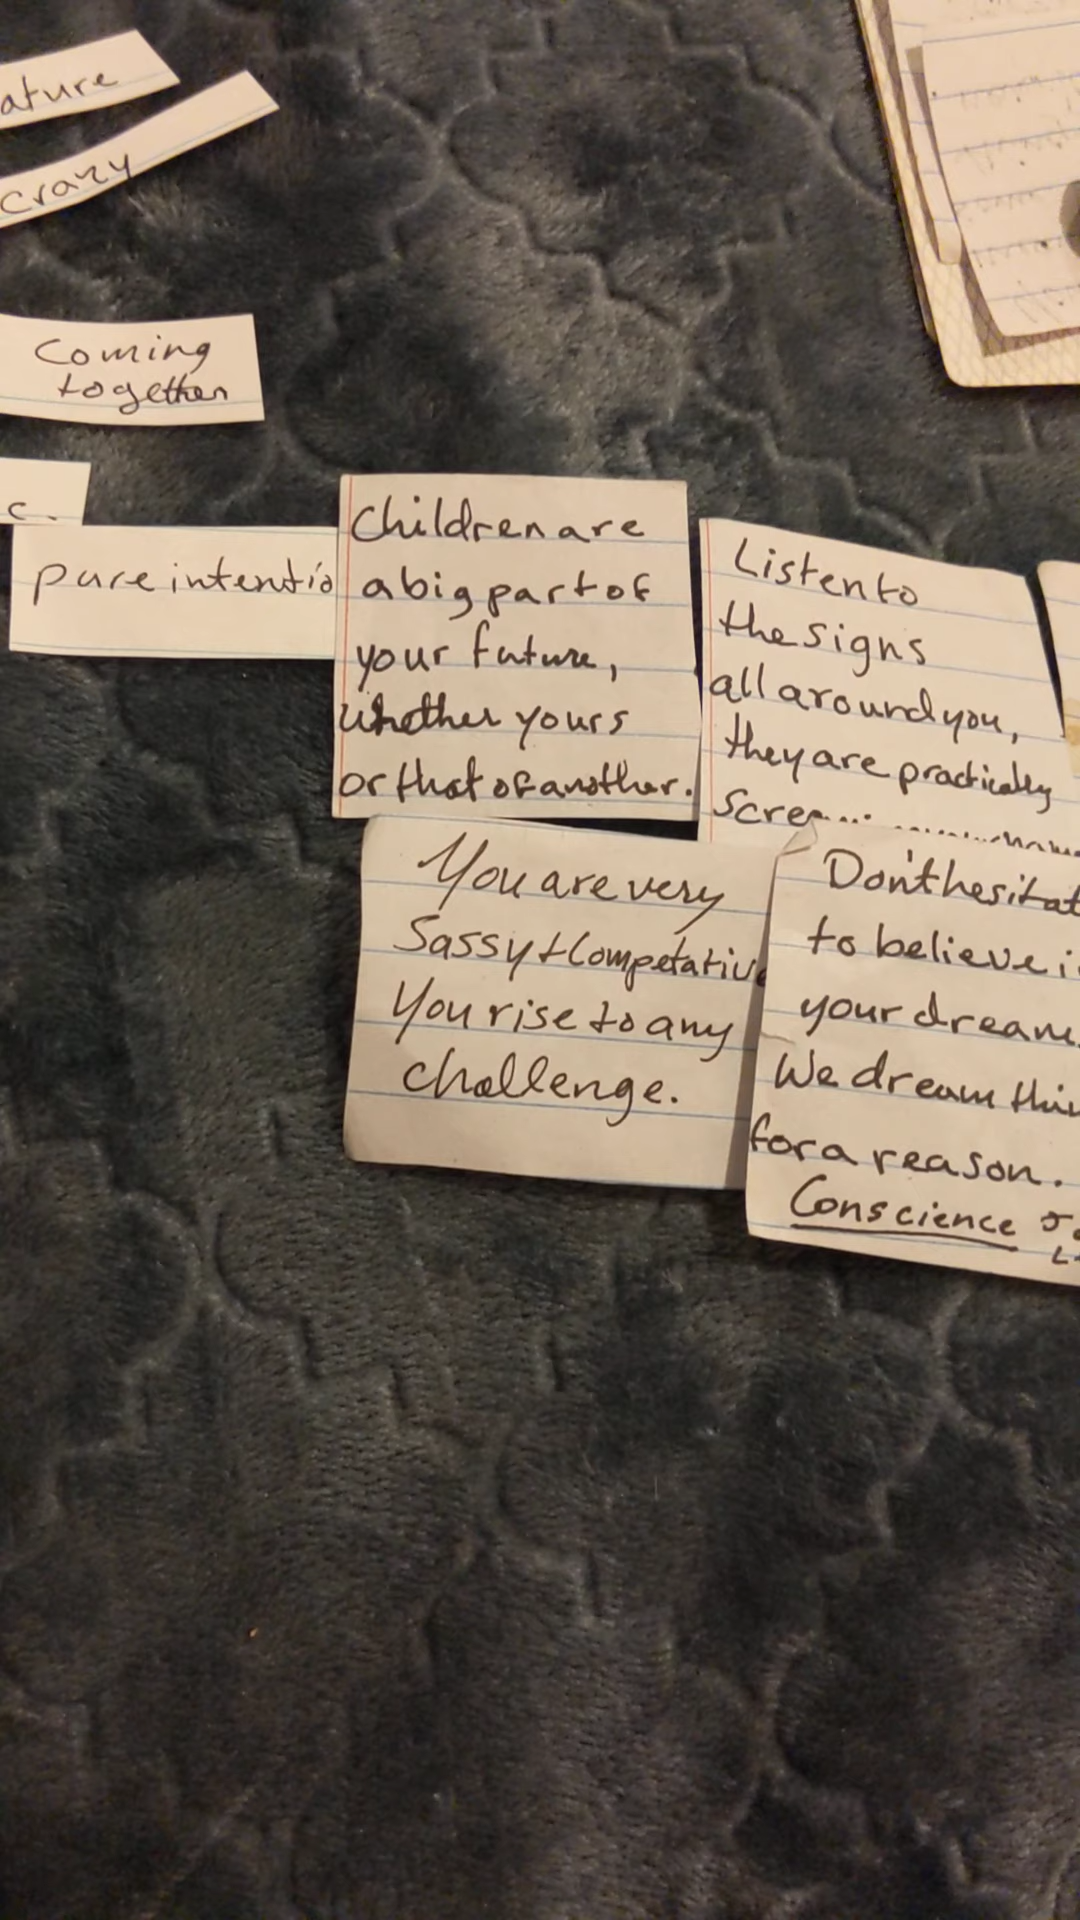 ature
crazy
Coming
together
c.
pure intentio
Children are
a big part of
your future,
whether yours
or that of another.
Listen to
the signs
all around you,
they are practically
You are very
Sassy + Competative
You rise to any
challenge.
Don't hesitat
to believe i
your dream
We dream thin
for a reason.
Conscience